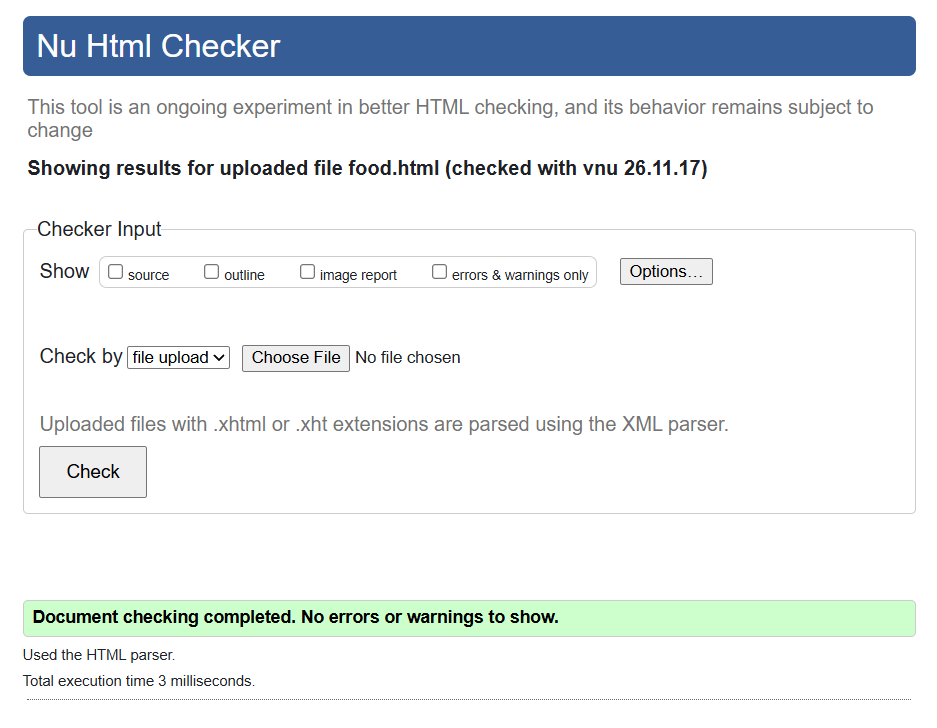 Nu Html Checker
This tool is an ongoing experiment in better HTML checking, and its behavior remains subject to
change
Showing results for uploaded file food.html (checked with vnu 26.11.17)
Checker Input
Show source outline image report errors & warnings only Options...
Check by file upload Choose File No file chosen
Uploaded files with .xhtml or .xht extensions are parsed using the XML parser.
Check
Document checking completed. No errors or warnings to show.
Used the HTML parser.
Total execution time 3 milliseconds.